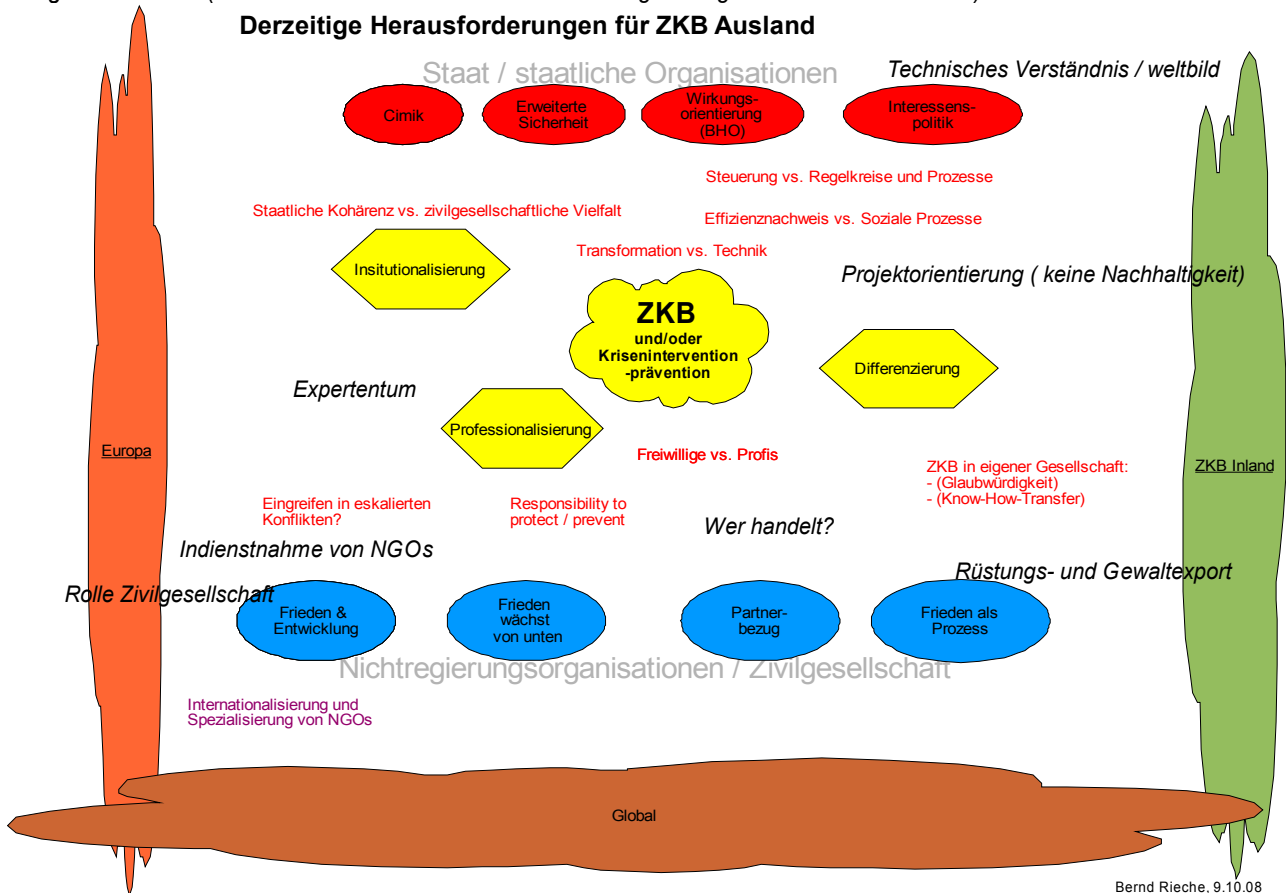 Derzeitige Herausforderungen für ZKB Ausland
Staat / staatliche Organisationen
Technisches Verständnis / weltbild
Cimik
Erweiterte
Sicherheit
Wirkungs-
orientierung
(BHO)
Interessens-
politik
Steuerung vs. Regelkreise und Prozesse
Staatliche Kohärenz vs. zivilgesellschaftliche Vielfalt
Effizienznachweis vs. Soziale Prozesse
Transformation vs. Technik
Insitutionalisierung
Projektorientierung ( keine Nachhaltigkeit)
ZKB
und/oder
Krisenintervention
-prävention
Differenzierung
Expertentum
Professionalisierung
Europa
Freiwillige vs. Profis
ZKB in eigener Gesellschaft:
- (Glaubwürdigkeit)
- (Know-How-Transfer)
ZKB Inland
Eingreifen in eskalierten
Konflikten?
Responsibility to
protect / prevent
Wer handelt?
Indienstnahme von NGOs
Rüstungs- und Gewaltexport
Rolle Zivilgesellschaft
Frieden &
Entwicklung
Frieden
wächst
von unten
Partner-
bezug
Frieden als
Prozess
Nichtregierungsorganisationen / Zivilgesellschaft
Internationalisierung und
Spezialisierung von NGOs
Global
Bernd Rieche, 9.10.08